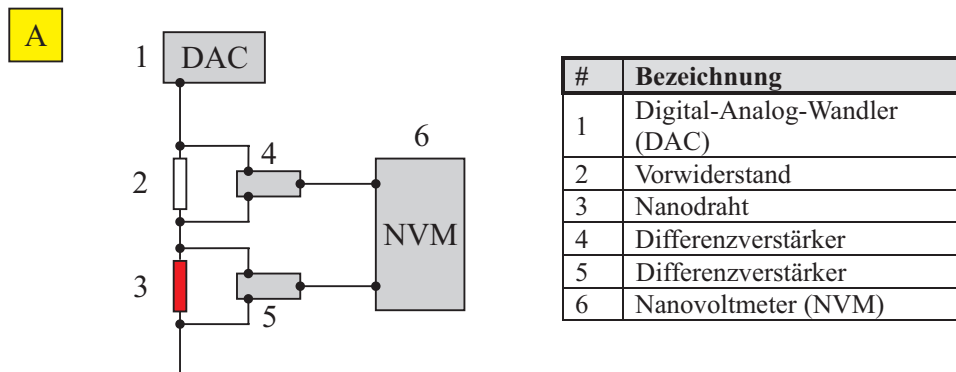 A
1
DAC
2
4
6
NVM
3
5
# Bezeichnung
1 Digital-Analog-Wandler
(DAC)
2 Vorwiderstand
3 Nanodraht
4 Differenzverstärker
5 Differenzverstärker
6 Nanovoltmeter (NVM)